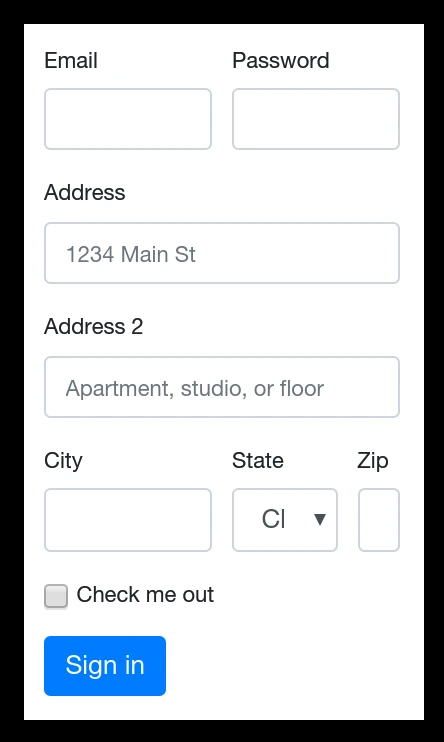 Email Password
Address
1234 Main St
Address 2
Apartment, studio, or floor
City State Zip
Cl
Check me out
Sign in